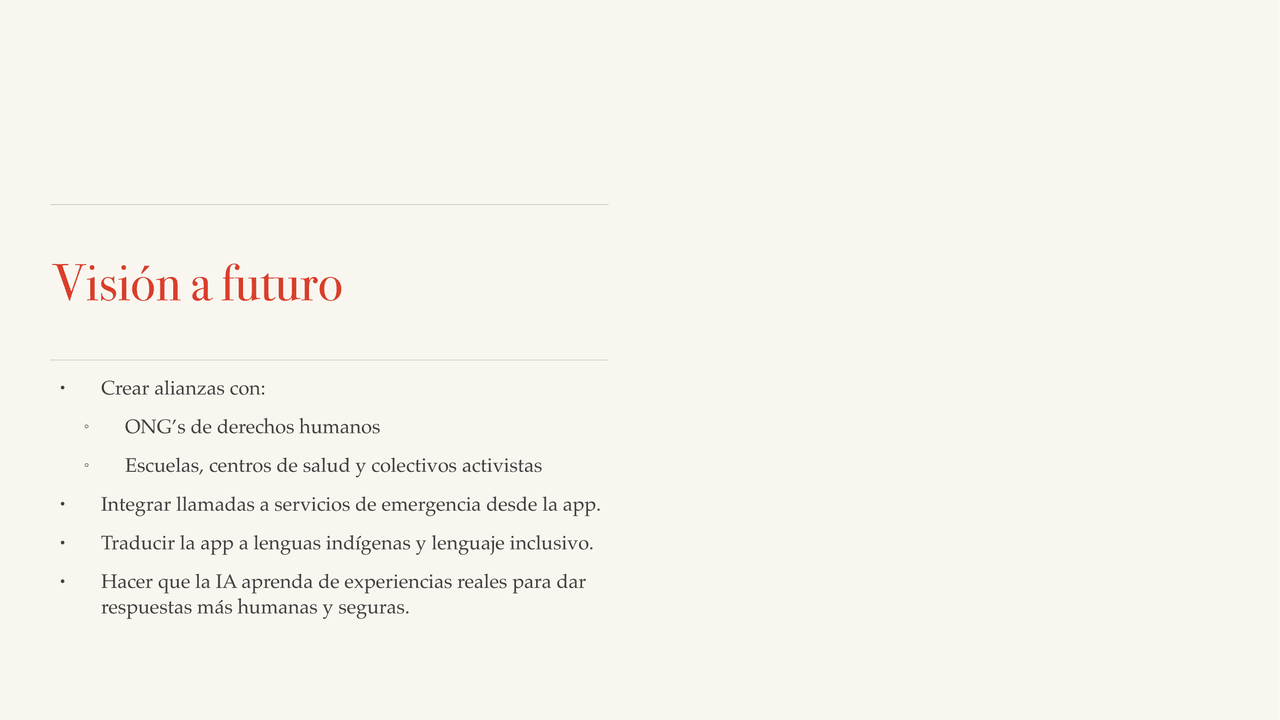 Visión a futuro
• Crear alianzas con:
◦ ONG’s de derechos humanos
◦ Escuelas, centros de salud y colectivos activistas
• Integrar llamadas a servicios de emergencia desde la app.
• Traducir la app a lenguas indígenas y lenguaje inclusivo.
• Hacer que la IA aprenda de experiencias reales para dar
respuestas más humanas y seguras.